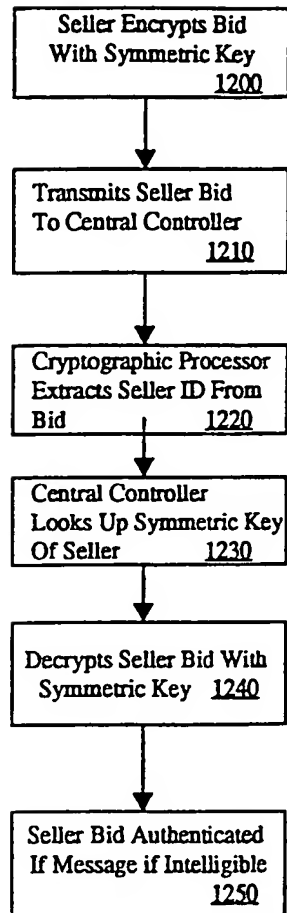 Seller Encrypts Bid
With Symmetric Key
1200
Transmits Seller Bid
To Central Controller
1210
Cryptographic Processor
Extracts Seller ID From
Bid 1220
Central Controller
Looks Up Symmetric Key
Of Seller 1230
Decrypts Seller Bid With
Symmetric Key 1240
Seller Bid Authenticated
If Message if Intelligible
1250